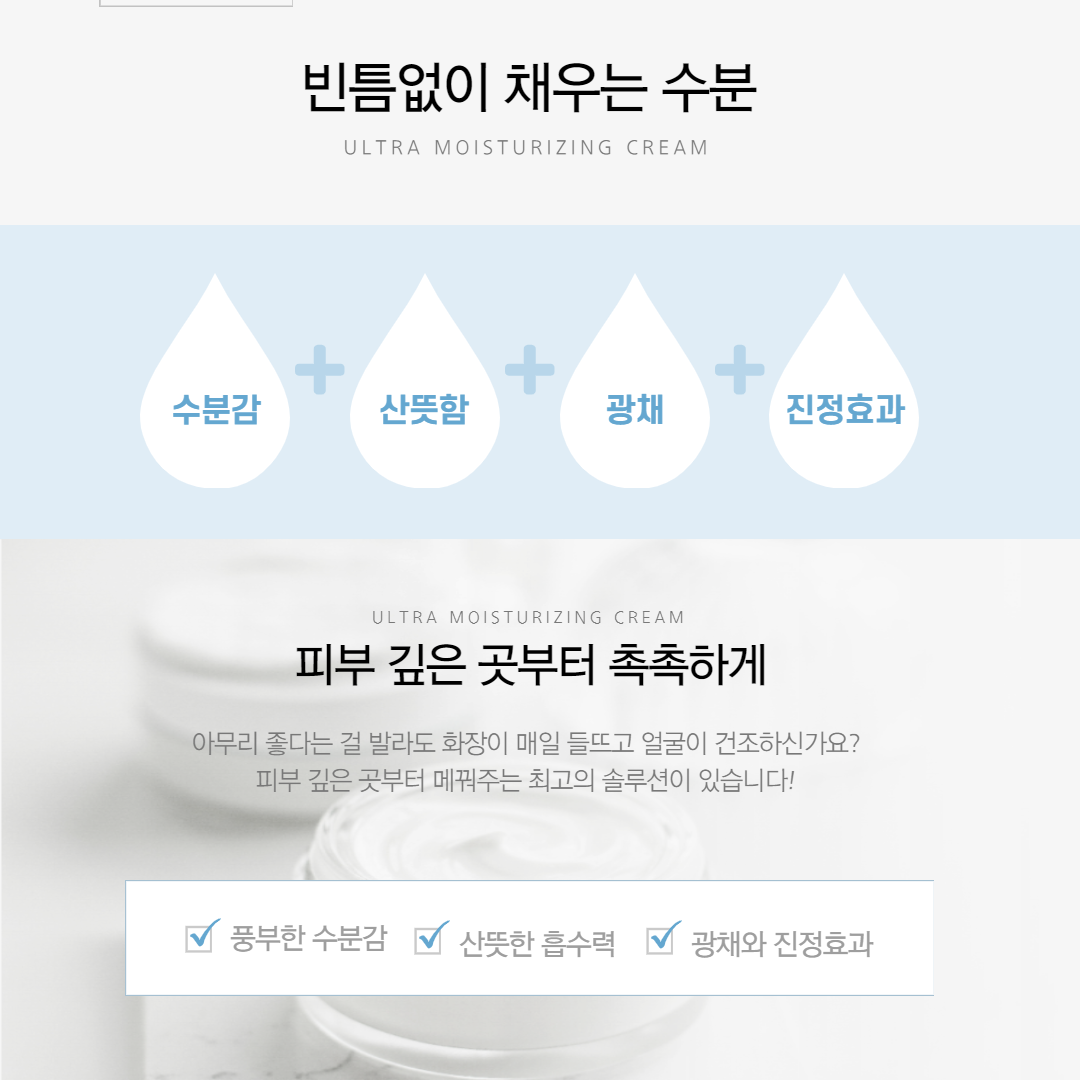 빈틈없이 채우는 수분
ULTRA MOISTURIZING CREAM
수분감 + 산뜻함 + 광채 + 진정효과
ULTRA MOISTURIZING CREAM
피부 깊은 곳부터 촉촉하게
아무리 좋다는 걸 발라도 화장이 매일 들뜨고 얼굴이 건조하신가요?
피부 깊은 곳부터 메꿔주는 최고의 솔루션이 있습니다!
풍부한 수분감 산뜻한 흡수력 광채와 진정효과